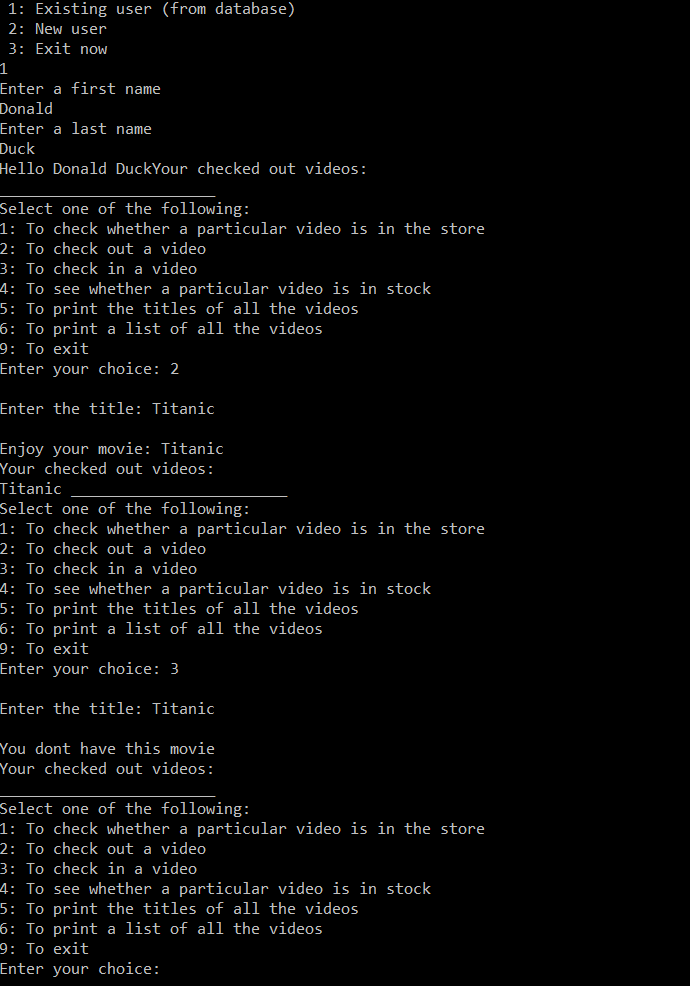 1: Existing user (from database)
2: New user
3: Exit now
1
Enter a first name
Donald
Enter a last name
Duck
Hello Donald DuckYour checked out videos:
________________________
Select one of the following:
1: To check whether a particular video is in the store
2: To check out a video
3: To check in a video
4: To see whether a particular video is in stock
5: To print the titles of all the videos
6: To print a list of all the videos
9: To exit
Enter your choice: 2
Enter the title: Titanic
Enjoy your movie: Titanic
Your checked out videos:
Titanic ________________________
Select one of the following:
1: To check whether a particular video is in the store
2: To check out a video
3: To check in a video
4: To see whether a particular video is in stock
5: To print the titles of all the videos
6: To print a list of all the videos
9: To exit
Enter your choice: 3
Enter the title: Titanic
You dont have this movie
Your checked out videos:
________________________
Select one of the following:
1: To check whether a particular video is in the store
2: To check out a video
3: To check in a video
4: To see whether a particular video is in stock
5: To print the titles of all the videos
6: To print a list of all the videos
9: To exit
Enter your choice: